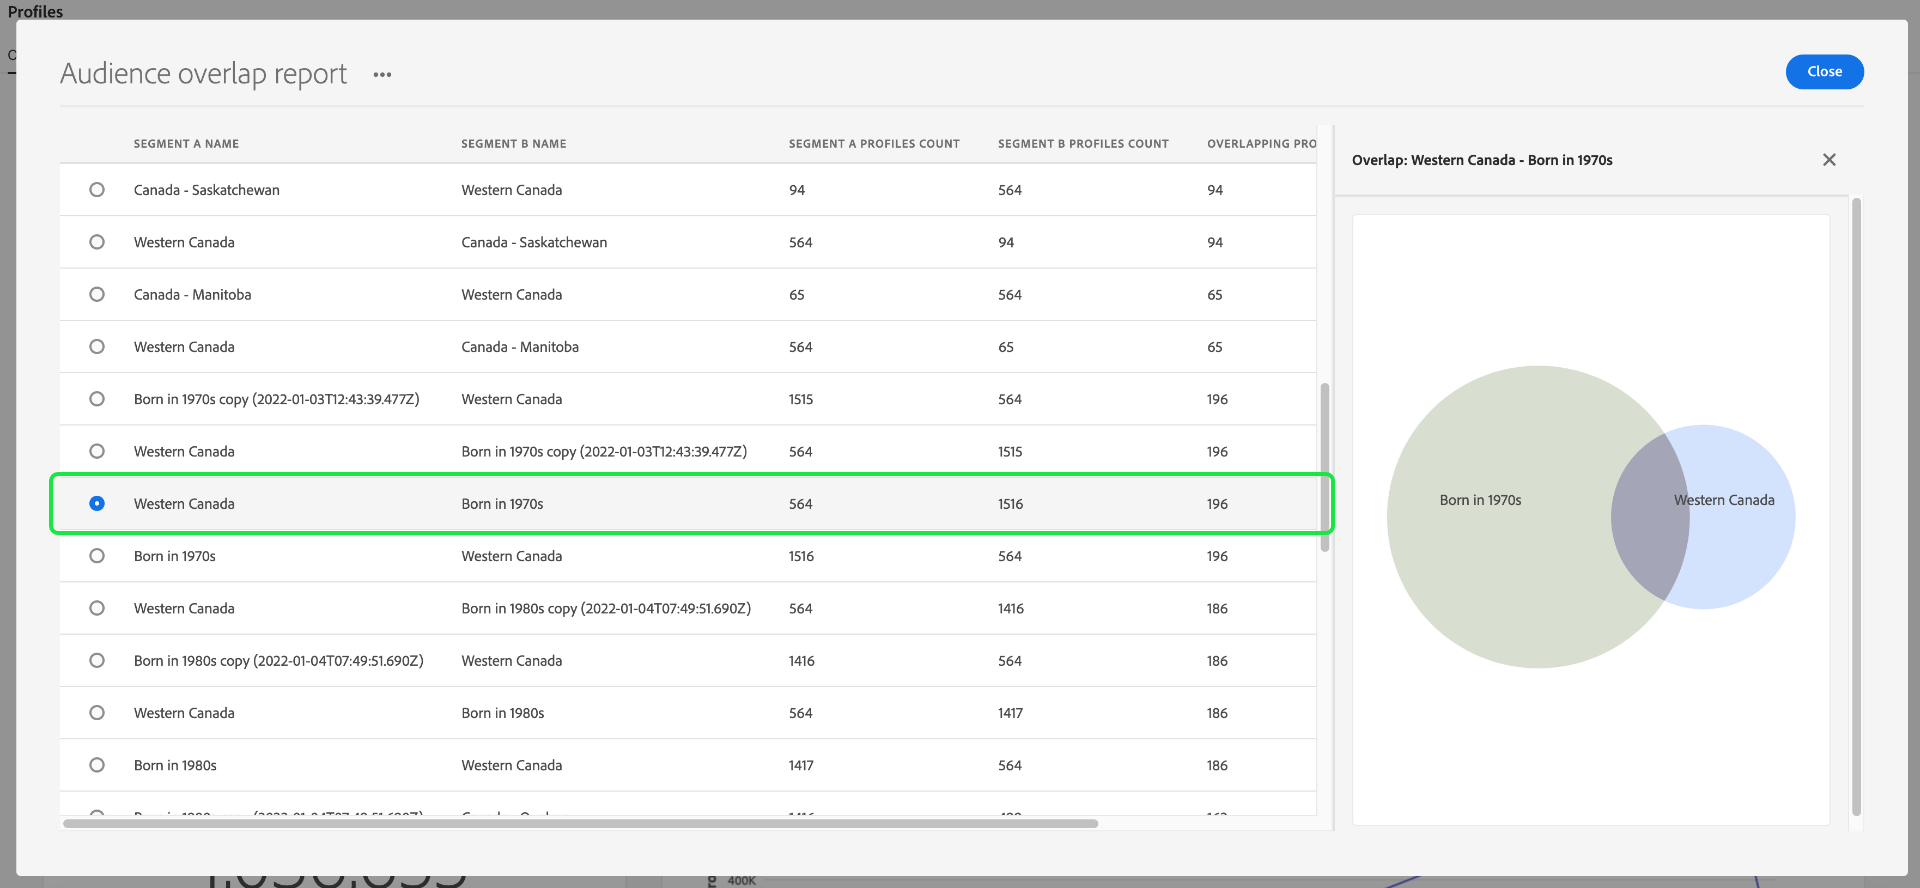 Profiles
Audience overlap report ···
Close
SEGMENT A NAME SEGMENT B NAME SEGMENT A PROFILES COUNT SEGMENT B PROFILES COUNT OVERLAPPING PRO
Canada - Saskatchewan Western Canada 94 564 94
Western Canada Canada - Saskatchewan 564 94 94
Canada - Manitoba Western Canada 65 564 65
Western Canada Canada - Manitoba 564 65 65
Born in 1970s copy (2022-01-03T12:43:39.477Z) Western Canada 1515 564 196
Western Canada Born in 1970s copy (2022-01-03T12:43:39.477Z) 564 1515 196
Western Canada Born in 1970s 564 1516 196
Born in 1970s Western Canada 1516 564 196
Western Canada Born in 1980s copy (2022-01-04T07:49:51.690Z) 564 1416 186
Born in 1980s copy (2022-01-04T07:49:51.690Z) Western Canada 1416 564 186
Western Canada Born in 1980s 564 1417 186
Born in 1980s Western Canada 1417 564 186
Overlap: Western Canada - Born in 1970s
Born in 1970s
Western Canada
400K